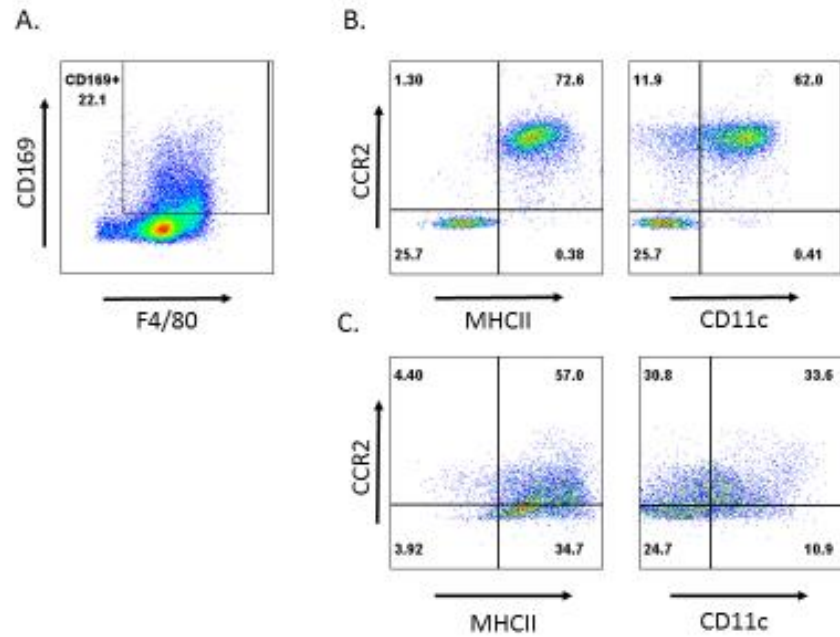 A.
CD169+
22.1
CD169
F4/80
B.
1.30 72.6
25.7 0.38
CCR2
MHCII
11.9 62.0
25.7 0.41
CD11c
C.
4.40 57.0
3.92 34.7
CCR2
MHCII
30.8 33.6
24.7 10.9
CD11c